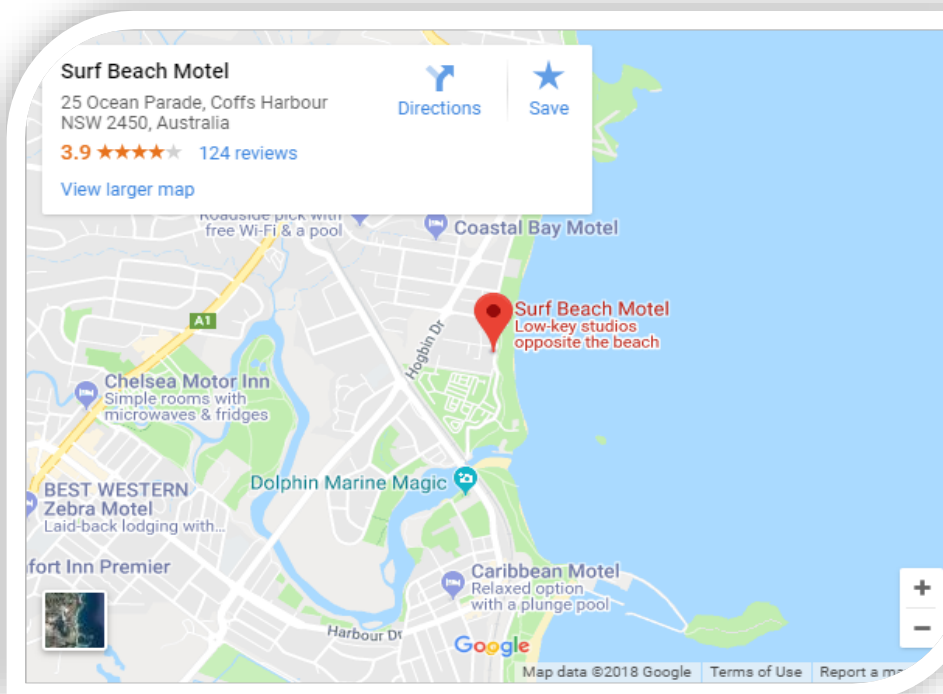 Surf Beach Motel
25 Ocean Parade, Coffs Harbour
NSW 2450, Australia
3.9
124 reviews
View larger map
Directions
Save
Roadside pick with
free Wi-Fi & a pool
Coastal Bay Motel
Surf Beach Motel
Low-key studios
opposite the beach
A1
Hogbin Dr
Chelsea Motor Inn
Simple rooms with
microwaves & fridges
Dolphin Marine Magic
BEST WESTERN
Zebra Motel
Laid-back lodging with...
fort Inn Premier
Caribbean Motel
Relaxed option
with a plunge pool
Harbour Dr
Google
+
−
Map data ©2018 Google
Terms of Use
Report a